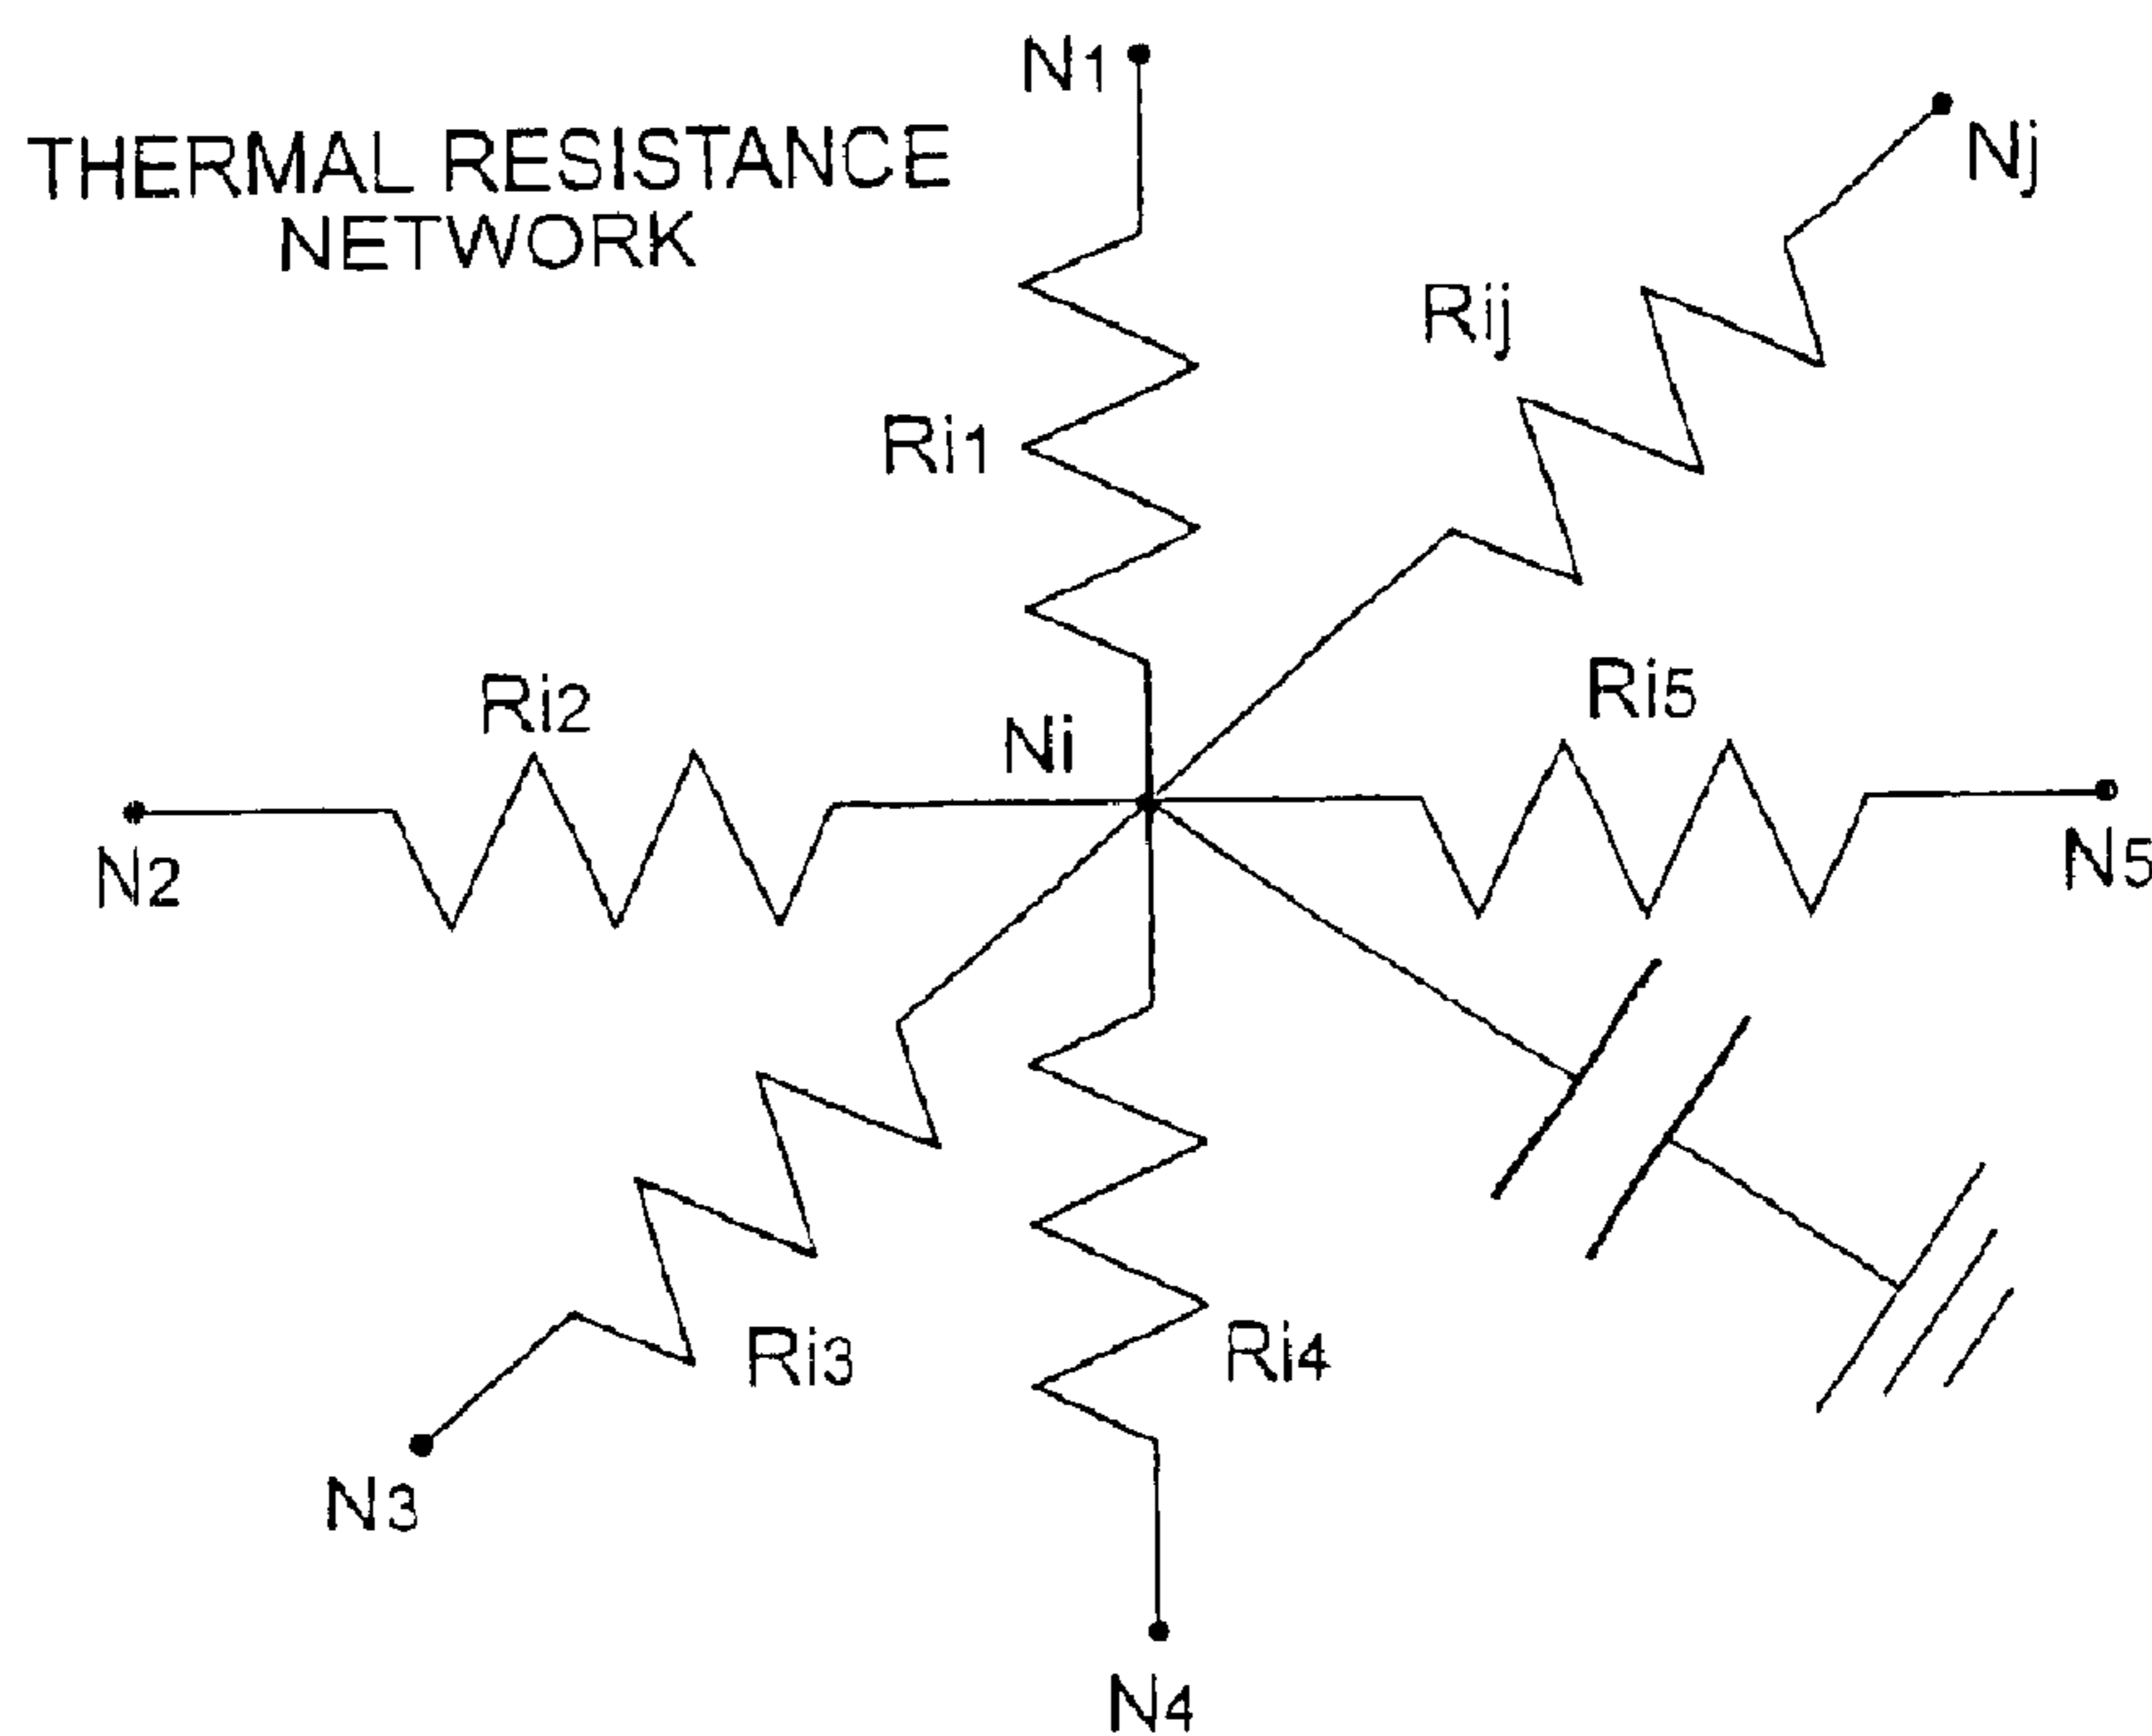 THERMAL RESISTANCE
NETWORK
N1
Nj
Rij
Ri1
Ri2
Ri5
Ni
N2
N5
Ri3
Ri4
N3
N4